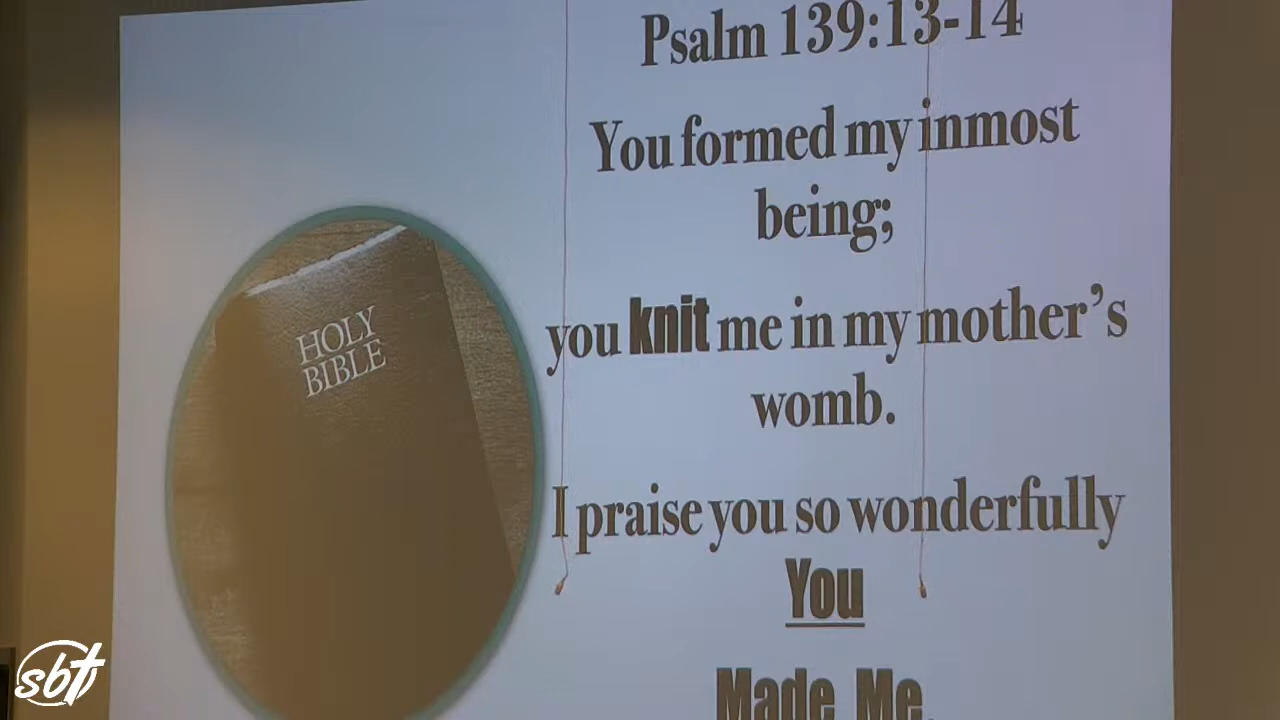 Psalm 139:13-14
You formed my inmost
being;
you knit me in my mother's
womb.
I praise you so wonderfully
You
Made Me.
HOLY
BIBLE
sbt